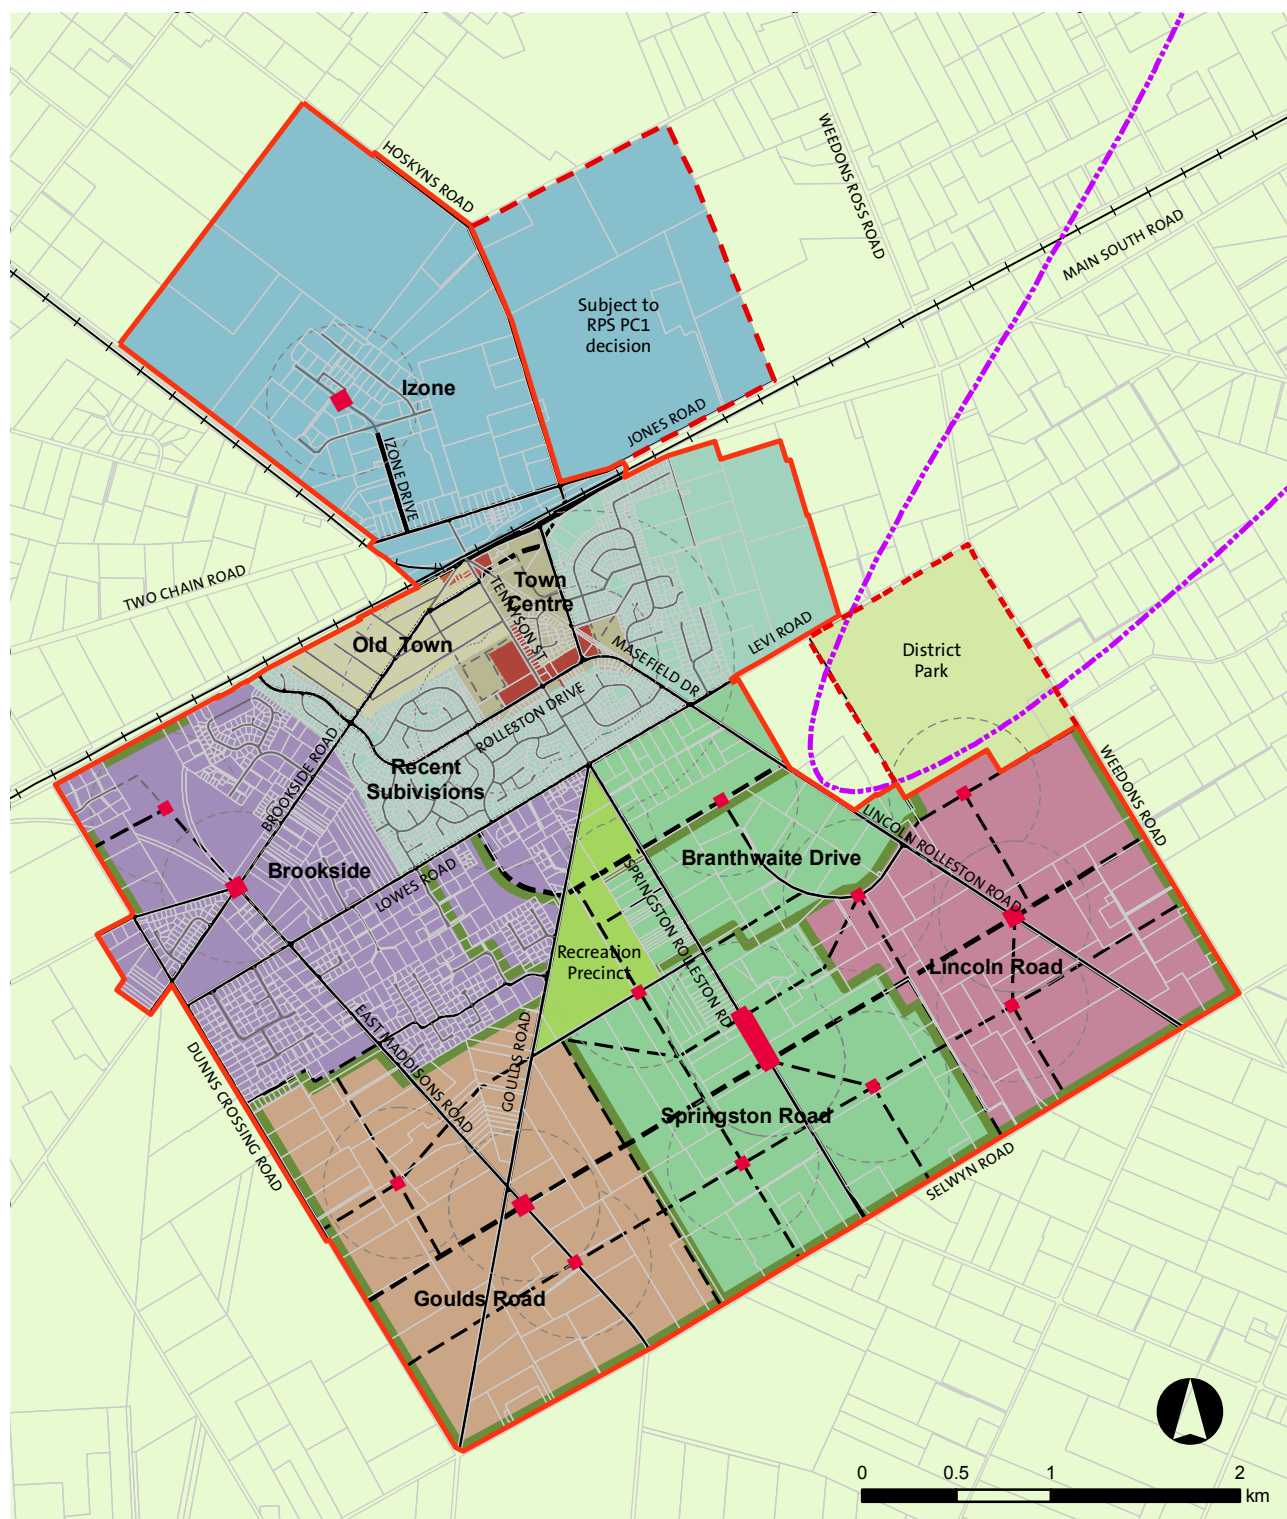 HOSKYNS ROAD
WEEDONS ROSS ROAD
MAIN SOUTH ROAD
Subject to
RPS PC1
decision
Izone
JONES ROAD
IZONE DRIVE
TWO CHAIN ROAD
Town
Centre
TENNYSON ST
Old Town
MASEFIELD DR
LEVI ROAD
District
Park
ROLLESTON DRIVE
BROOKSIDE ROAD
Recent
Subivisions
WEEDONS ROAD
LINCOLN ROLLESTON ROAD
Branthwaite Drive
SPRINGSTON ROLLESTON RD
Brookside
LOWES ROAD
Recreation
Precinct
Lincoln Road
EAST MADDISONS ROAD
GOULDS ROAD
DUNNS CROSSING ROAD
Springston Road
SELWYN ROAD
Goulds Road
0 0.5 1 2
km